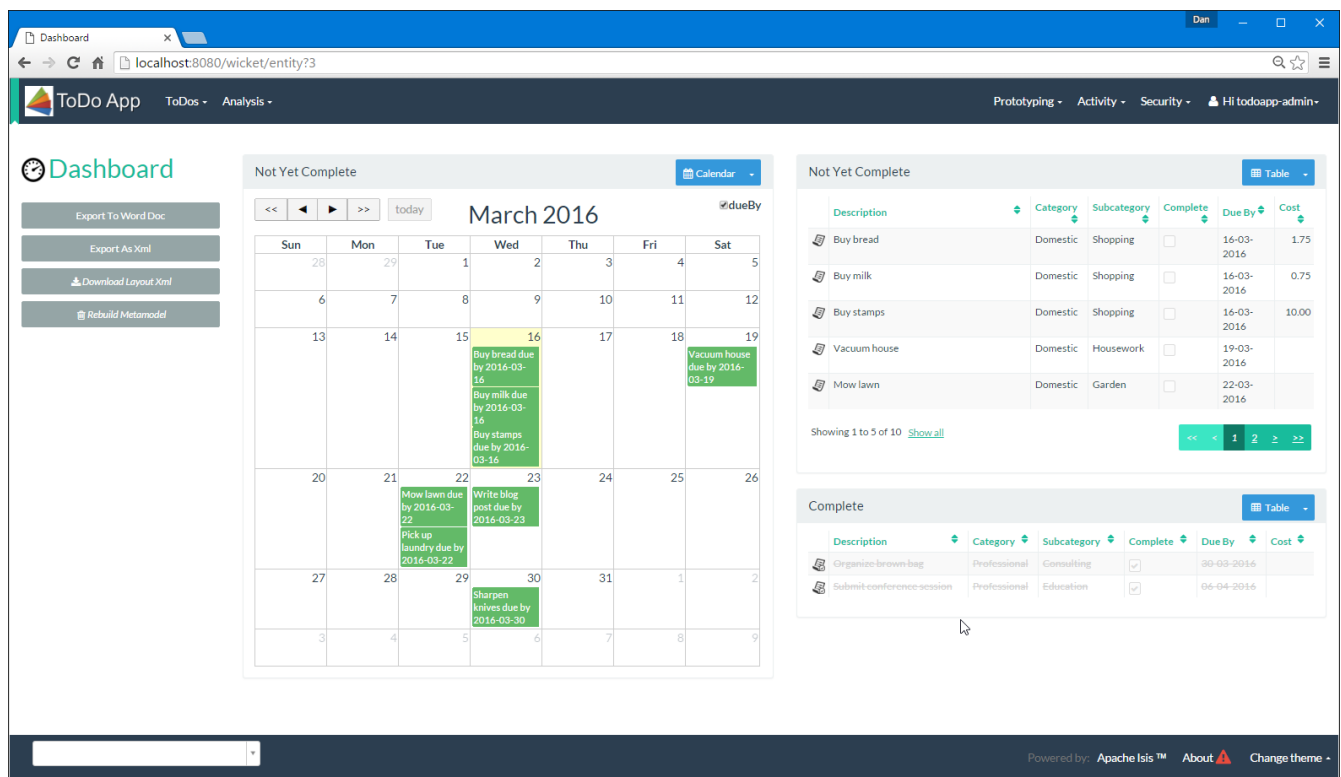 Dan
Dashboard
localhost:8080/wicket/entity?3
ToDo App ToDos Analysis Prototyping Activity Security Hi todoapp-admin
Dashboard
Export To Word Doc
Export As Xml
Download Layout Xml
Rebuild Metamodel
Not Yet Complete Calendar
<< >> today March 2016 dueBy
Sun Mon Tue Wed Thu Fri Sat
28 29 1 2 3 4 5
6 7 8 9 10 11 12
13 14 15 16 17 18 19
Buy bread due
by 2016-03-
16
Buy milk due
by 2016-03-
16
Buy stamps
due by 2016-
03-16
Vacuum house
due by 2016-
03-19
20 21 22 23 24 25 26
Mow lawn due
by 2016-03-
22
Pick up
laundry due by
2016-03-22
Write blog
post due by
2016-03-23
27 28 29 30 31 1 2
Sharpen
knives due by
2016-03-30
3 4 5 6 7 8 9
Not Yet Complete Table
Description Category Subcategory Complete Due By Cost
Buy bread Domestic Shopping 16-03- 1.75
2016
Buy milk Domestic Shopping 16-03- 0.75
2016
Buy stamps Domestic Shopping 16-03- 10.00
2016
Vacuum house Domestic Housework 19-03-
2016
Mow lawn Domestic Garden 22-03-
2016
Showing 1 to 5 of 10 Show all << < 1 2 > >>
Complete Table
Description Category Subcategory Complete Due By Cost
Organize brown bag Professional Consulting 30-03-2016
Submit conference session Professional Education 06-04-2016
Powered by: Apache Isis ™ About Change theme